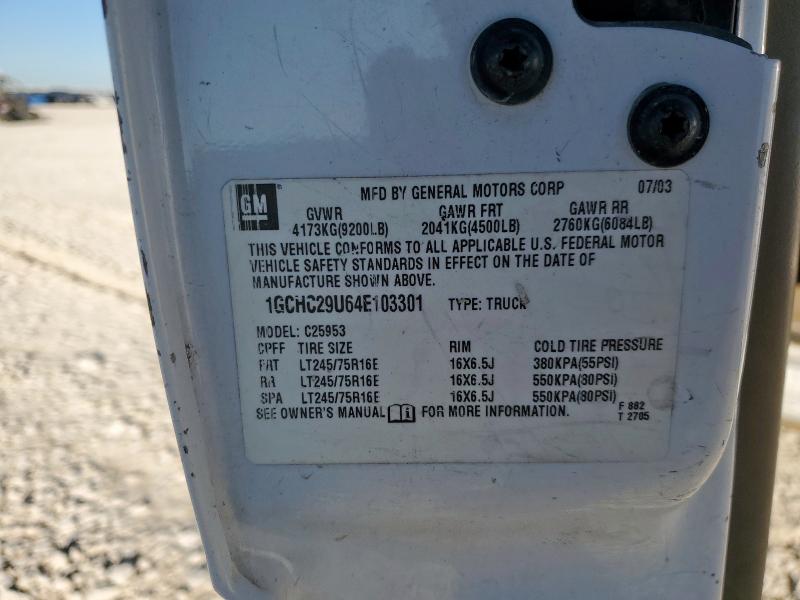 GM
MFD BY GENERAL MOTORS CORP 07/03
GVWR GAWR FRT GAWR RR
4173KG(9200LB) 2041KG(4500LB) 2760KG(6084LB)
THIS VEHICLE CONFORMS TO ALL APPLICABLE U.S. FEDERAL MOTOR
VEHICLE SAFETY STANDARDS IN EFFECT ON THE DATE OF
MANUFACTURE SHOWN ABOVE.
1GCHC29U64E103301 TYPE: TRUCK
MODEL: C25953
CPFF TIRE SIZE RIM COLD TIRE PRESSURE
FRT LT245/75R16E 16X6.5J 380KPA(55PSI)
RR LT245/75R16E 16X6.5J 550KPA(80PSI)
SPA LT245/75R16E 16X6.5J 550KPA(80PSI)
SEE OWNER'S MANUAL FOR MORE INFORMATION.
F 882
T 2705